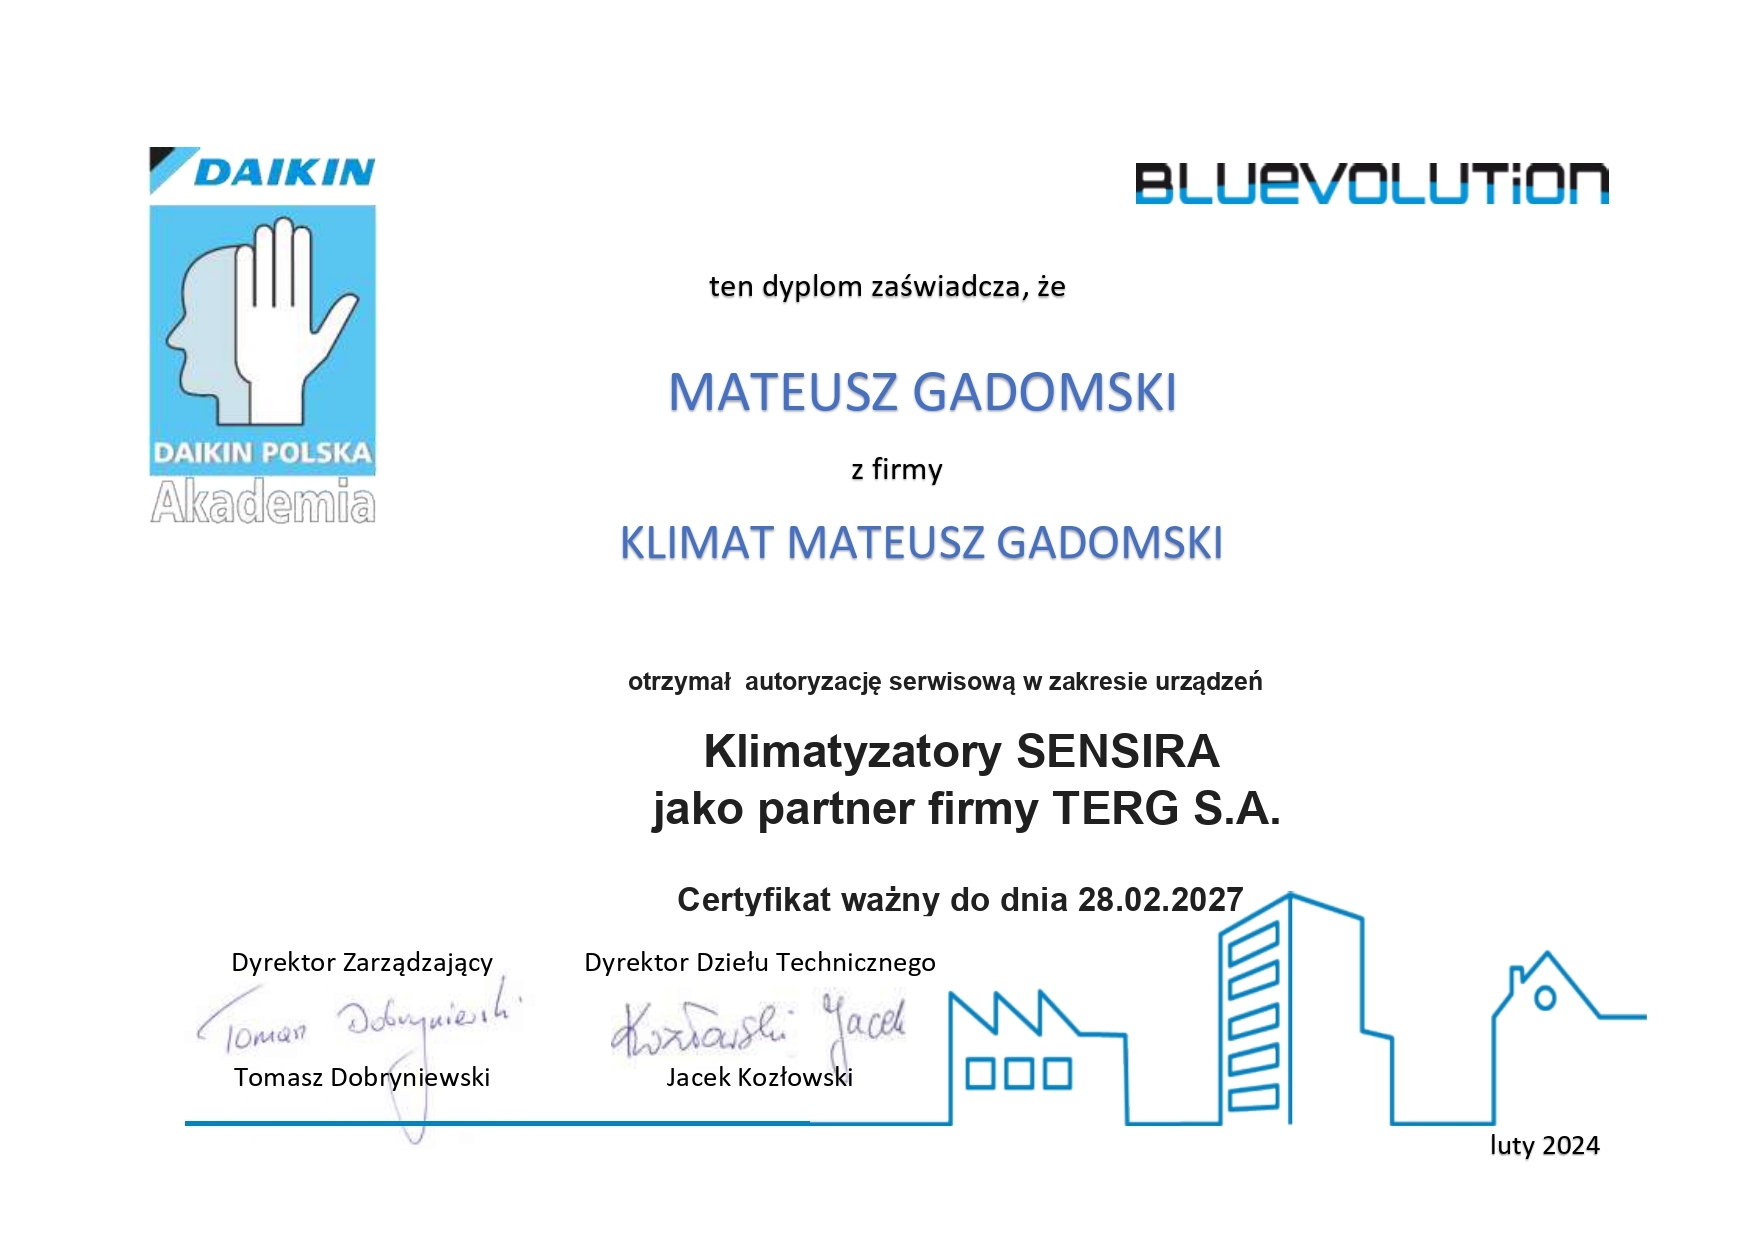 DAIKIN
BLUEVOLUTION
DAIKIN POLSKA
Akademia
ten dyplom zaświadcza, że
MATEUSZ GADOMSKI
z firmy
KLIMAT MATEUSZ GADOMSKI
otrzymał autoryzację serwisową w zakresie urządzeń
Klimatyzatory SENSIRA
jako partner firmy TERG S.A.
Certyfikat ważny do dnia 28.02.2027
Dyrektor Zarządzający
Dyrektor Dziełu Technicznego
Tomasz Dobryniewski
Kozłowski Jacek
Tomasz Dobryniewski
Jacek Kozłowski
luty 2024